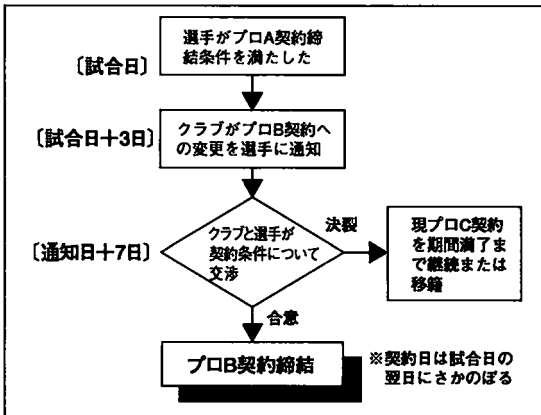 選手がプロA契約締
結条件を満たした
〔試合日〕
クラブがプロB契約へ
の変更を選手に通知
〔試合日+3日〕
クラブと選手が
契約条件について
交渉
〔通知日+7日〕
決裂
現プロC契約
を期間満了ま
で継続または
移籍
合意
プロB契約締結
※契約日は試合日の
翌日にさかのぼる